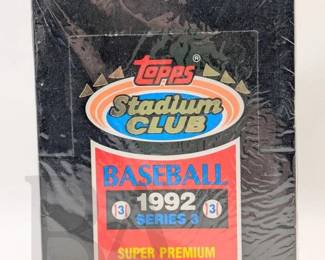 Topps®
Stadium
CLUB
BASEBALL
3 1992 3
SERIES 3
SUPER PREMIUM